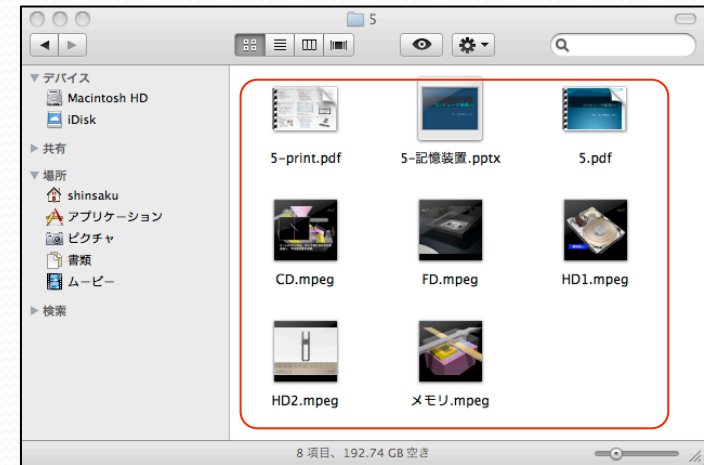 5
デバイス
Macintosh HD
iDisk
共有
場所
shinsaku
アプリケーション
ピクチャ
書類
ムービー
検索
5-print.pdf
5-記憶装置.pptx
5.pdf
CD.mpeg
FD.mpeg
HD1.mpeg
HD2.mpeg
メモリ.mpeg
8 項目、192.74 GB 空き